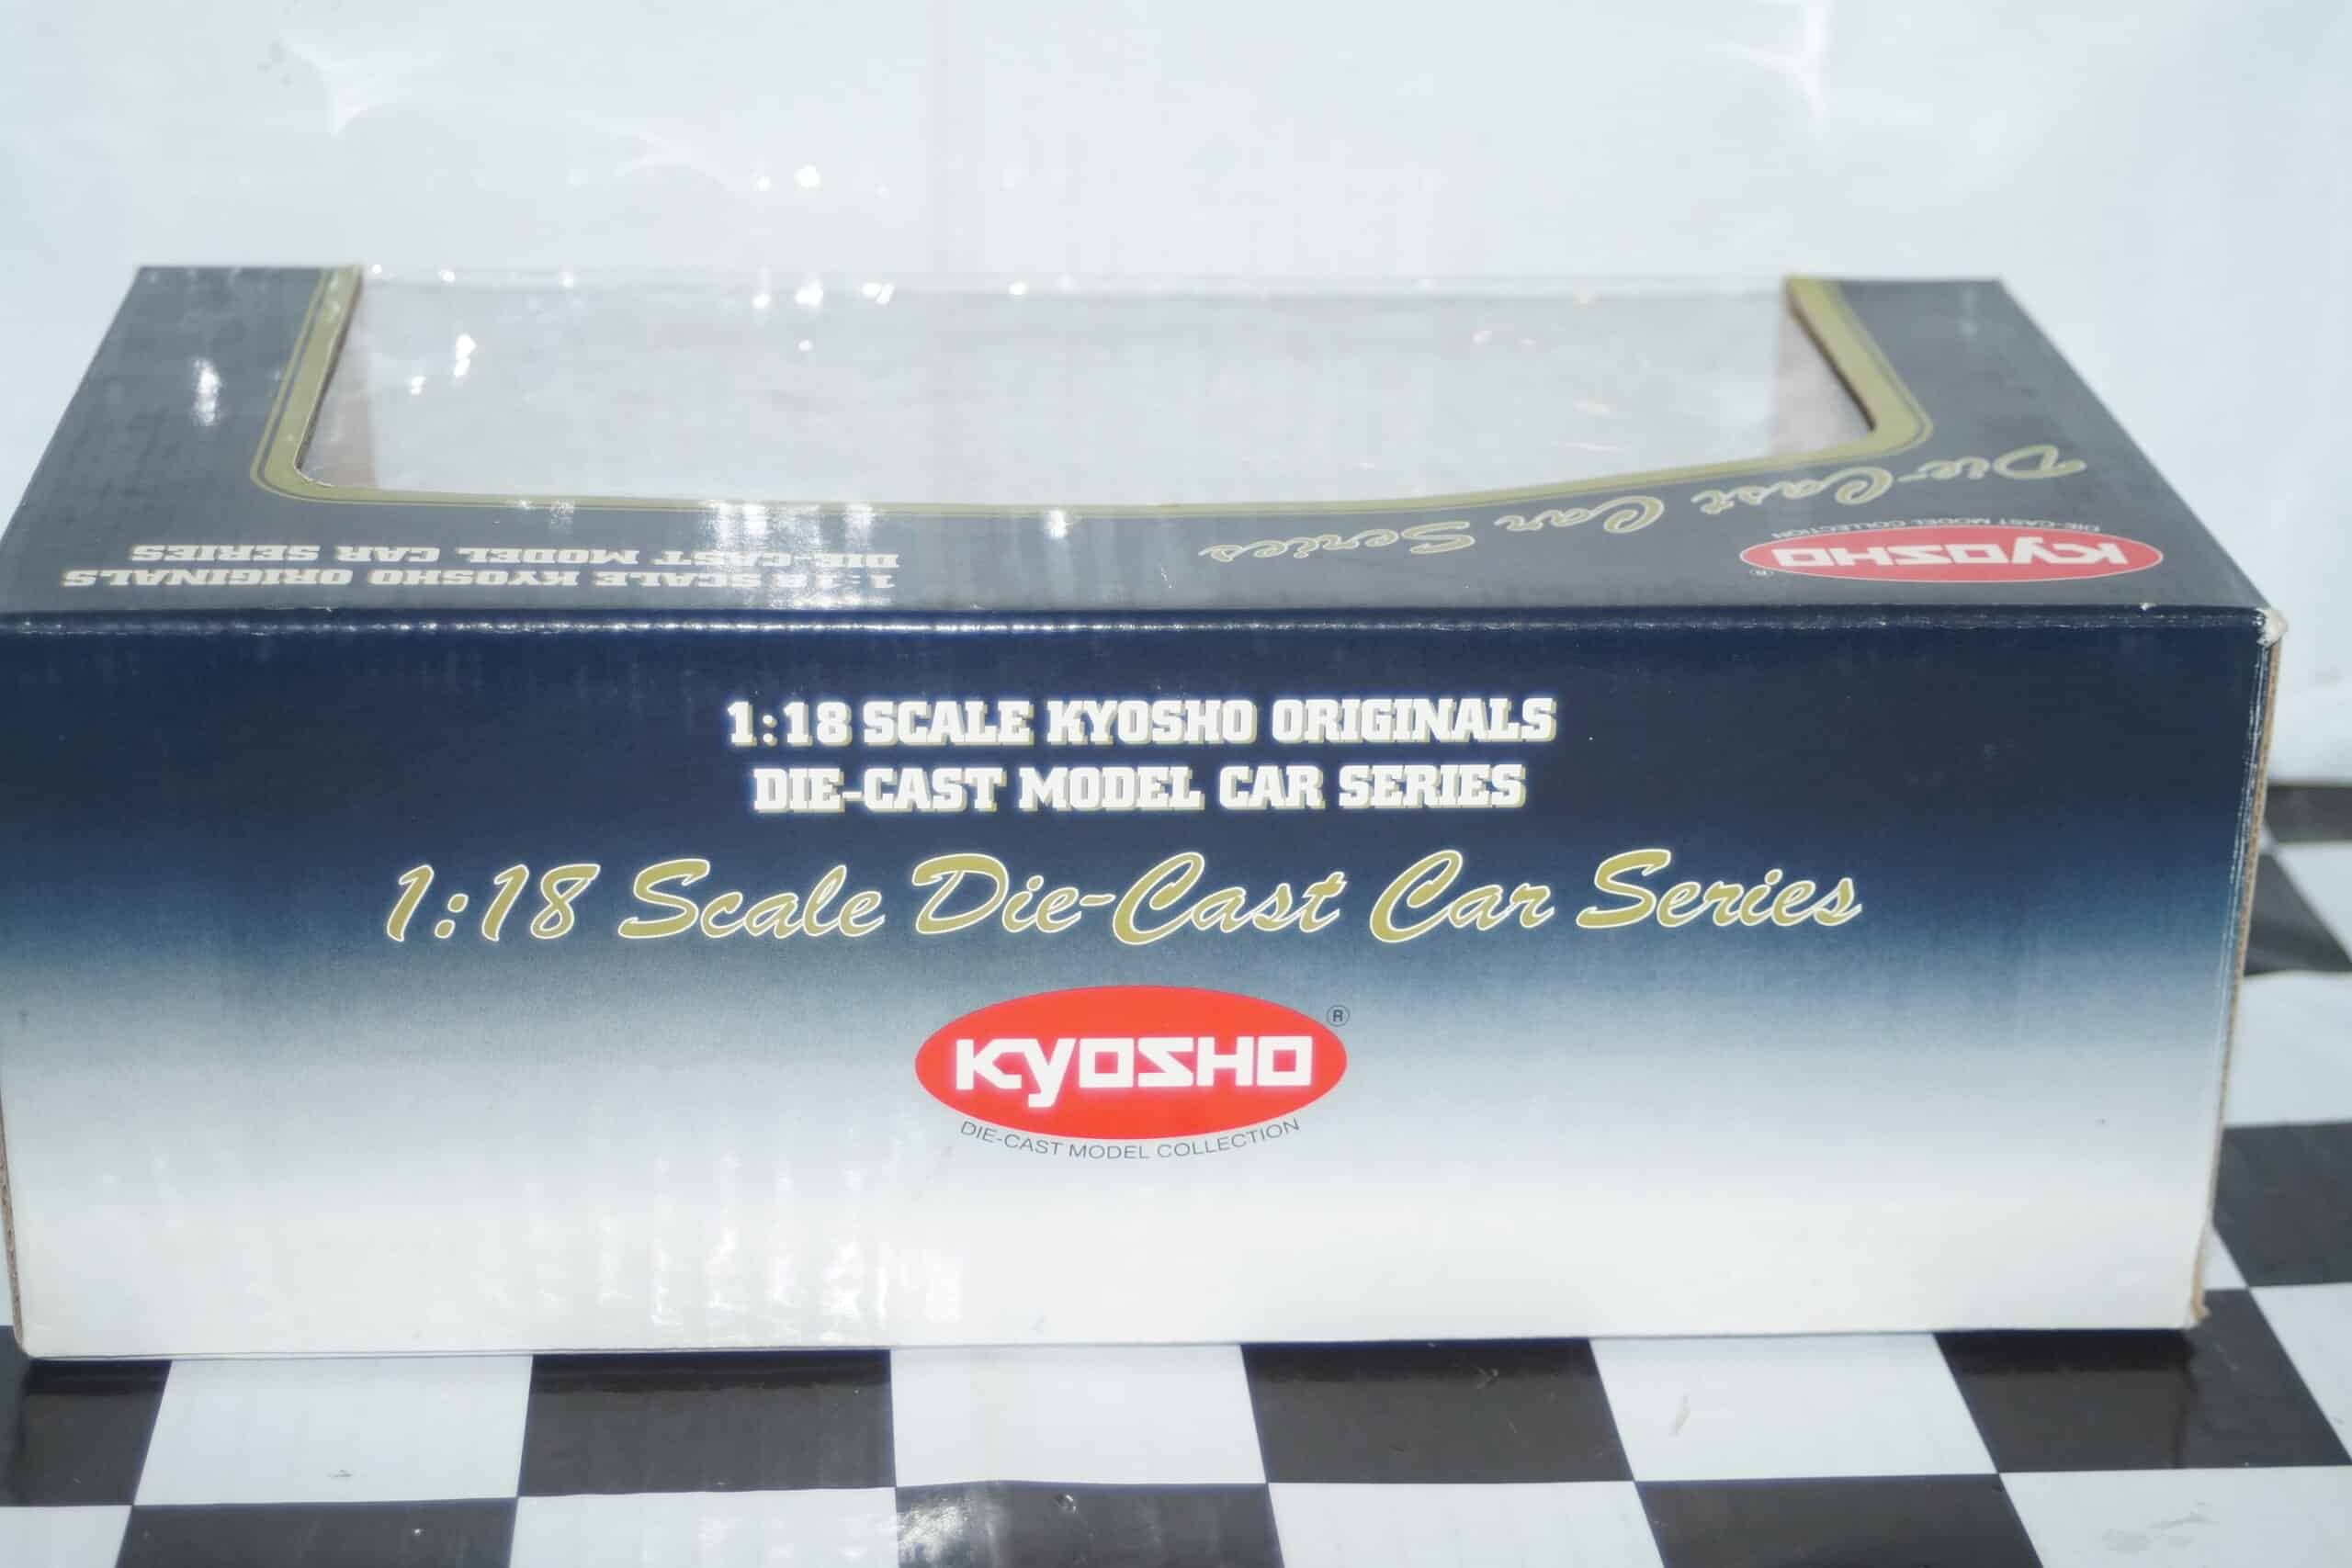 Die-Cast Car Series
KYOSHO ®
DIE-CAST MODEL COLLECTION
1:18 SCALE KYOSHO ORIGINALS
DIE-CAST MODEL CAR SERIES
1:18 SCALE KYOSHO ORIGINALS
DIE-CAST MODEL CAR SERIES
1:18 Scale Die-Cast Car Series
KYOSHO ®
DIE-CAST MODEL COLLECTION